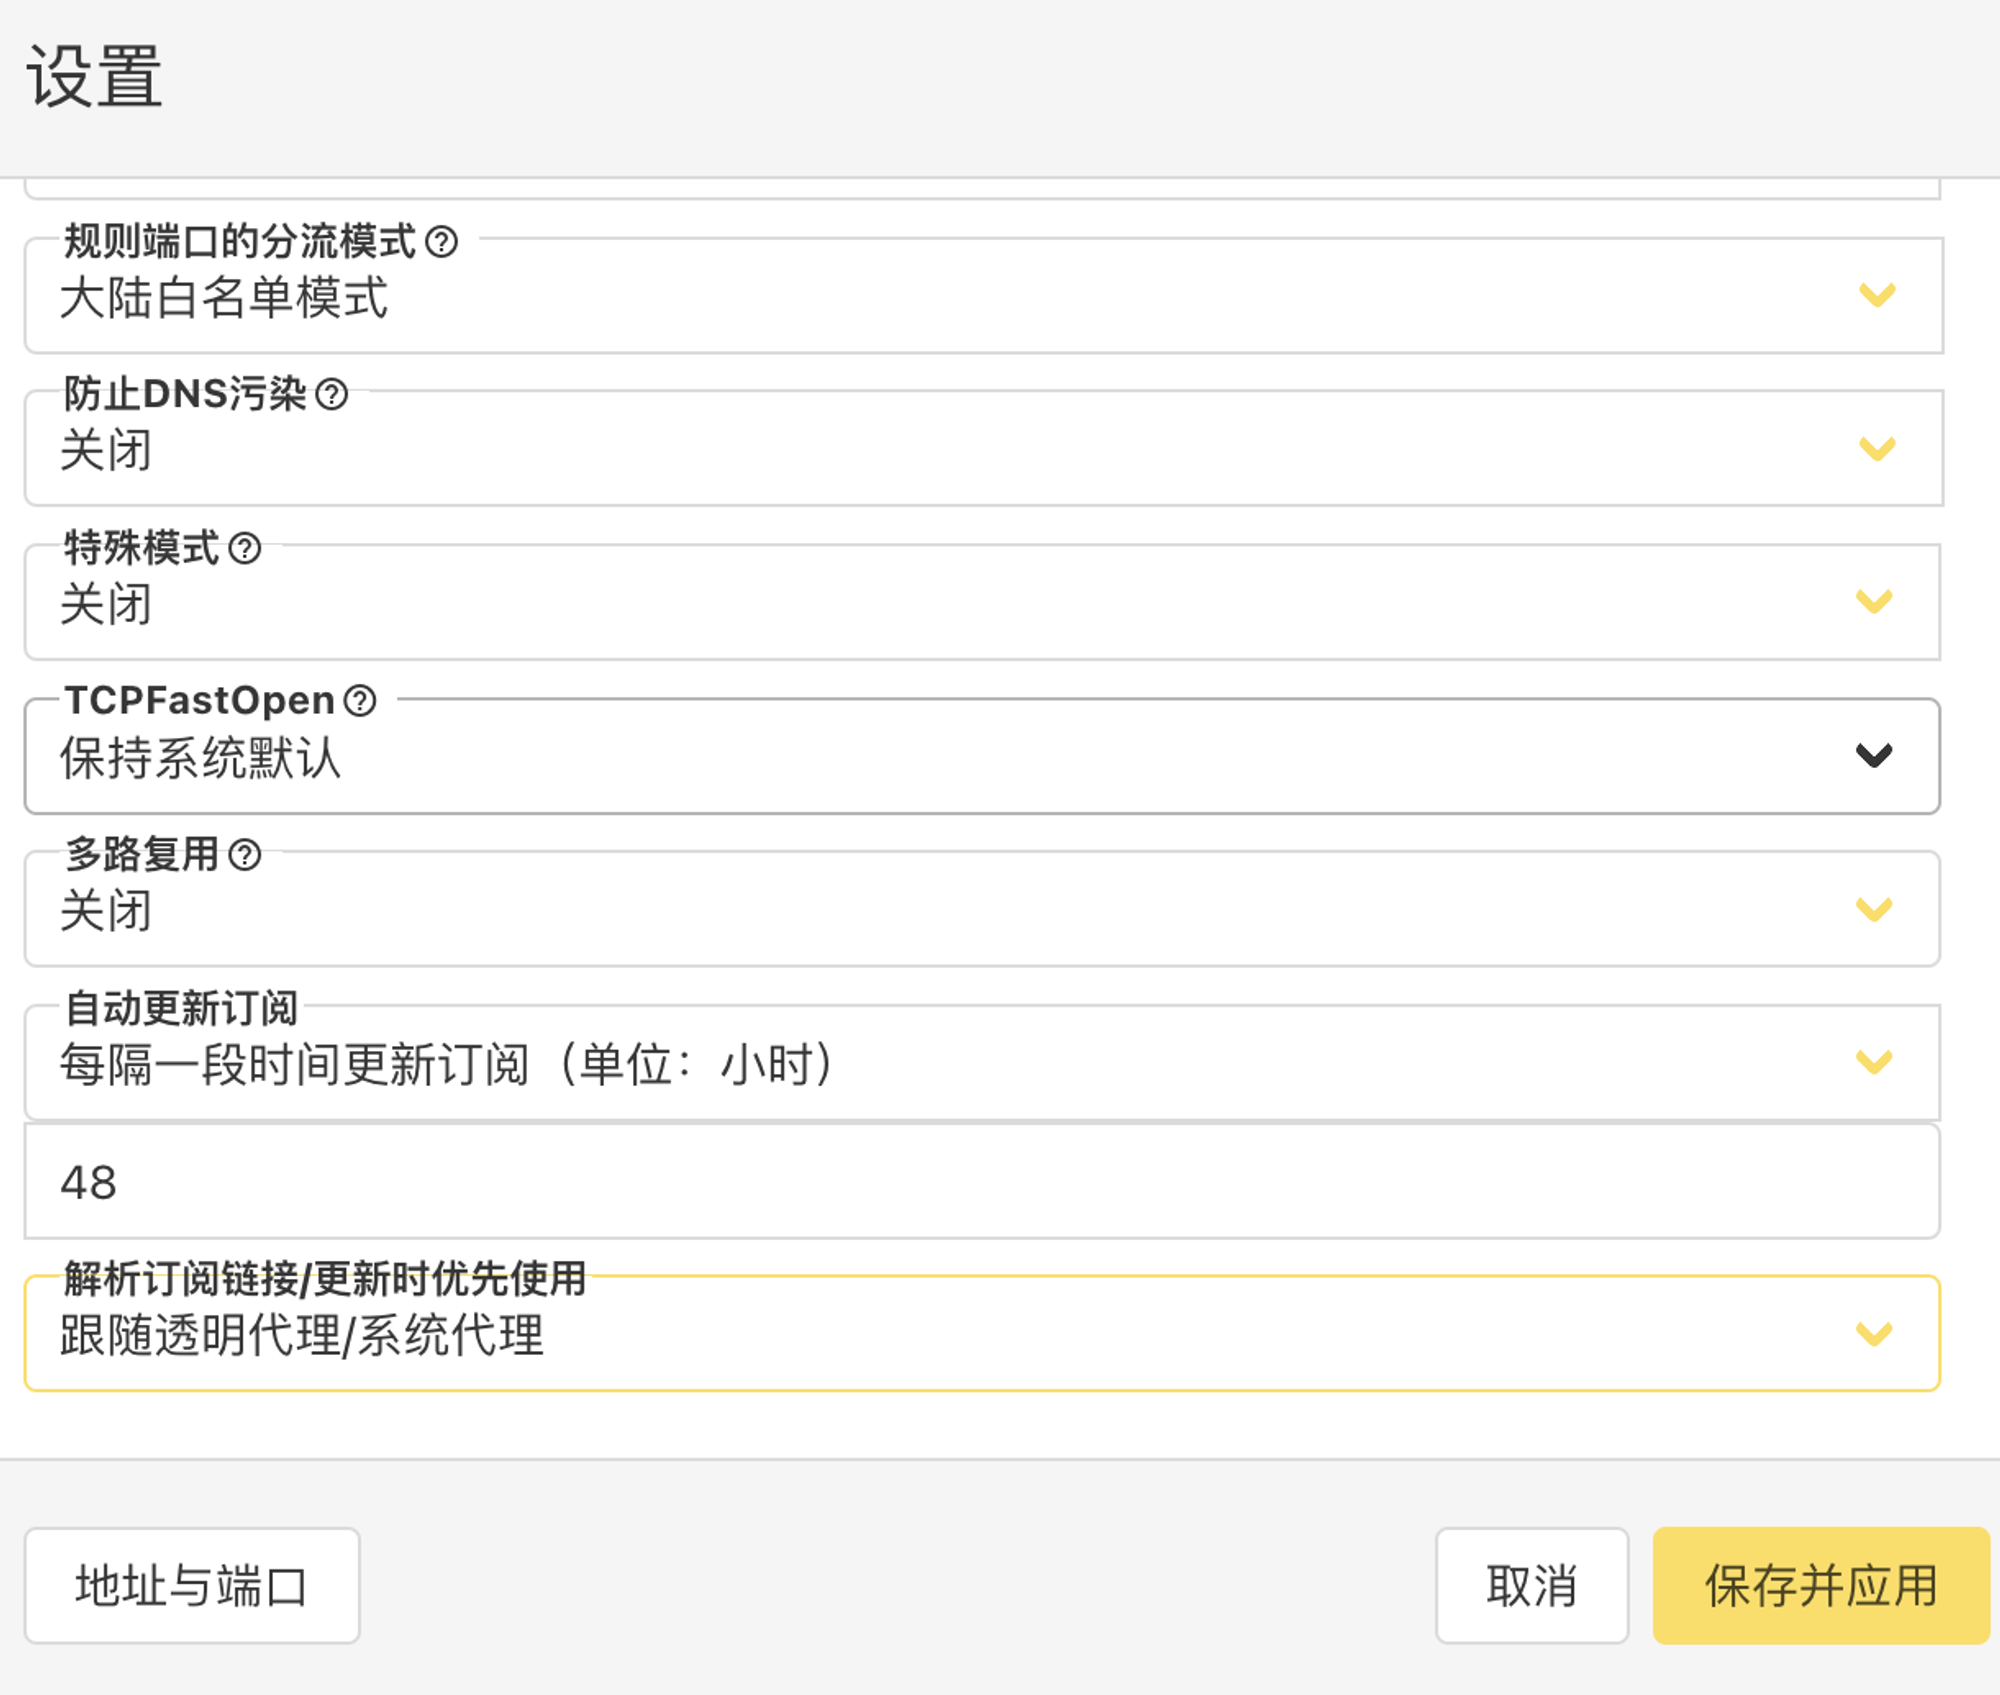 设置
规则端口的分流模式
大陆白名单模式
防止DNS污染
关闭
特殊模式
关闭
TCPFastOpen
保持系统默认
多路复用
关闭
自动更新订阅
每隔一段时间更新订阅（单位：小时）
48
解析订阅链接/更新时优先使用
跟随透明代理/系统代理
地址与端口
取消
保存并应用